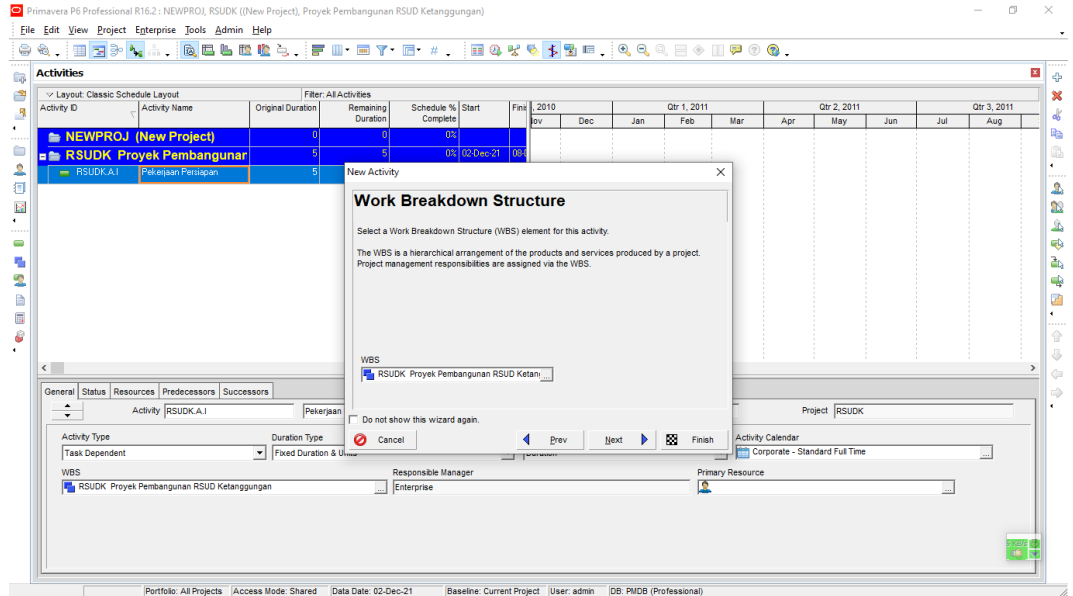 Primavera P6 Professional R16.2 : NEWPROJ, RSUDK ((New Project), Proyek Pembangunan RSUD Ketanggungan)
File Edit View Project Enterprise Tools Admin Help
Activities
Layout: Classic Schedule Layout Filter: All Activities
Activity ID Activity Name Original Duration Remaining Duration Schedule % Complete Start Finis , 2010 Qtr 1, 2011 Qtr 2, 2011 Qtr 3, 2011
lov Dec Jan Feb Mar Apr May Jun Jul Aug
NEWPROJ (New Project) 0 0 0%
RSUDK Proyek Pembangunar 5 5 0% 02-Dec-21
RSUDK.A.I Pekerjaan Persiapan 5
New Activity
Work Breakdown Structure
Select a Work Breakdown Structure (WBS) element for this activity.
The WBS is a hierarchical arrangement of the products and services produced by a project.
Project management responsibilities are assigned via the WBS.
WBS
RSUDK Proyek Pembangunan RSUD Ketan ...
Do not show this wizard again.
Cancel Prev Next Finish
General Status Resources Predecessors Successors
Activity RSUDK.A.I Pekerjaan Project RSUDK
Activity Type Duration Type Activity Calendar
Task Dependent Fixed Duration & Units Duration Corporate - Standard Full Time ...
WBS Responsible Manager Primary Resource
RSUDK Proyek Pembangunan RSUD Ketanggungan ... Enterprise ...
Portfolio: All Projects Access Mode: Shared Data Date: 02-Dec-21 Baseline: Current Project User: admin DB: PMDB (Professional)